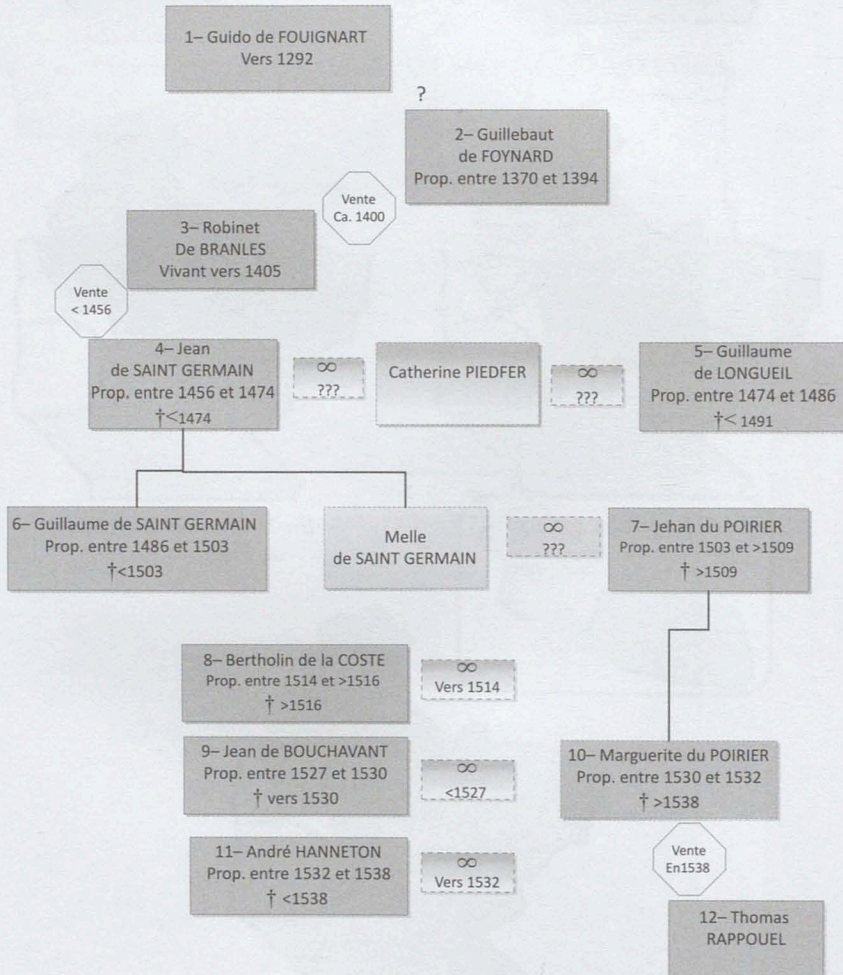 1– Guido de FOUIGNART
Vers 1292
?
2– Guillebaut
de FOYNARD
Prop. entre 1370 et 1394
Vente
Ca. 1400
3– Robinet
De BRANLES
Vivant vers 1405
Vente
< 1456
4– Jean
de SAINT GERMAIN
Prop. entre 1456 et 1474
†<1474
∞
???
Catherine PIEDFER
∞
???
5– Guillaume
de LONGUEIL
Prop. entre 1474 et 1486
†< 1491
6– Guillaume de SAINT GERMAIN
Prop. entre 1486 et 1503
†<1503
Melle
de SAINT GERMAIN
∞
???
7– Jehan du POIRIER
Prop. entre 1503 et >1509
† >1509
8– Bertholin de la COSTE
Prop. entre 1514 et >1516
† >1516
∞
Vers 1514
9– Jean de BOUCHAVANT
Prop. entre 1527 et 1530
† vers 1530
∞
<1527
10– Marguerite du POIRIER
Prop. entre 1530 et 1532
† >1538
11– André HANNETON
Prop. entre 1532 et 1538
† <1538
∞
Vers 1532
Vente
En1538
12– Thomas
RAPPOUEL